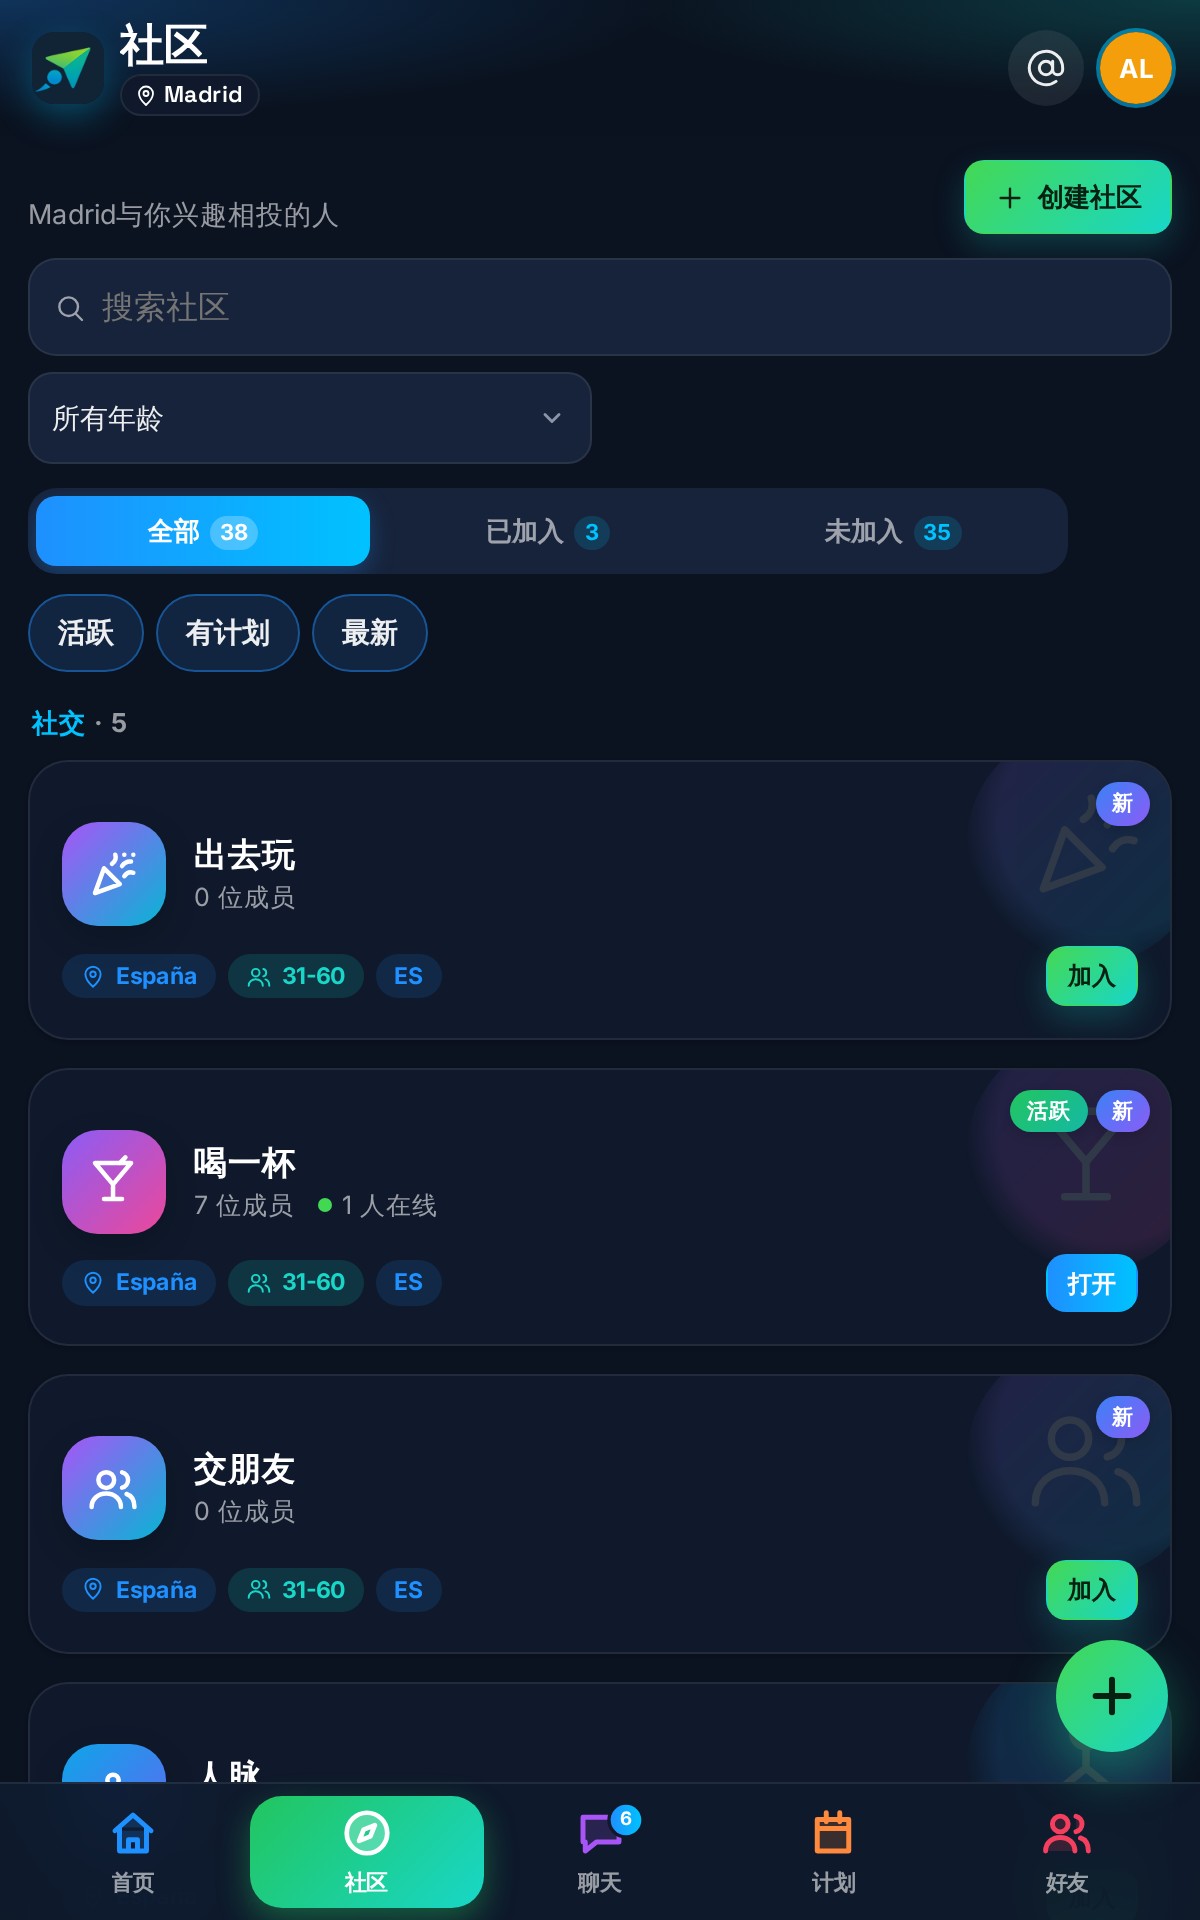 社区
Madrid
@
AL
Madrid与你兴趣相投的人
创建社区
搜索社区
所有年龄
全部 38
已加入 3
未加入 35
活跃
有计划
最新
社交 · 5
新
出去玩
0 位成员
España
31-60
ES
加入
活跃
新
喝一杯
7 位成员
1 人在线
España
31-60
ES
打开
新
交朋友
0 位成员
España
31-60
ES
加入
人脉
首页
社区
6
聊天
计划
好友